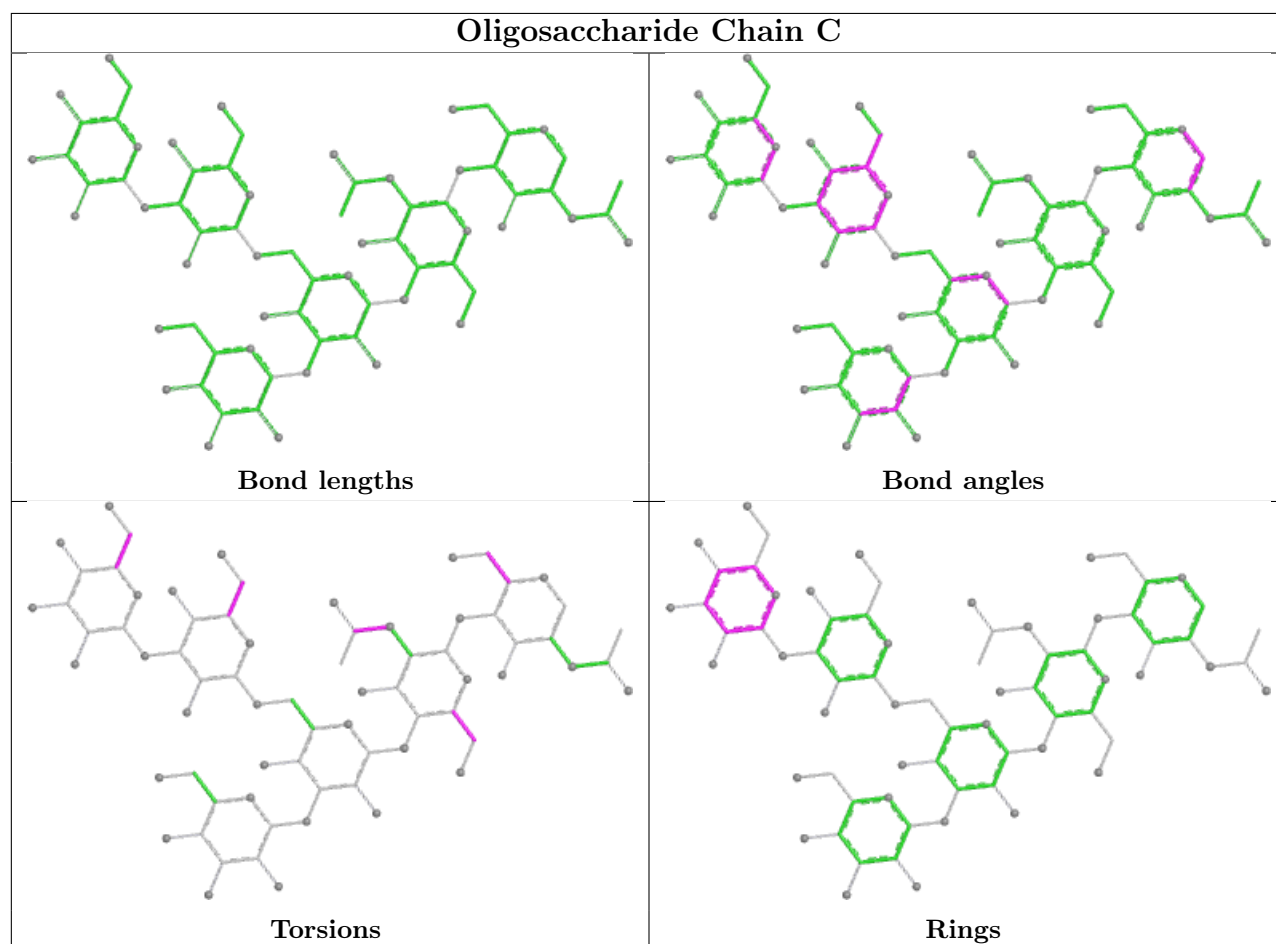 Oligosaccharide Chain C
Bond lengths
Bond angles
Torsions
Rings